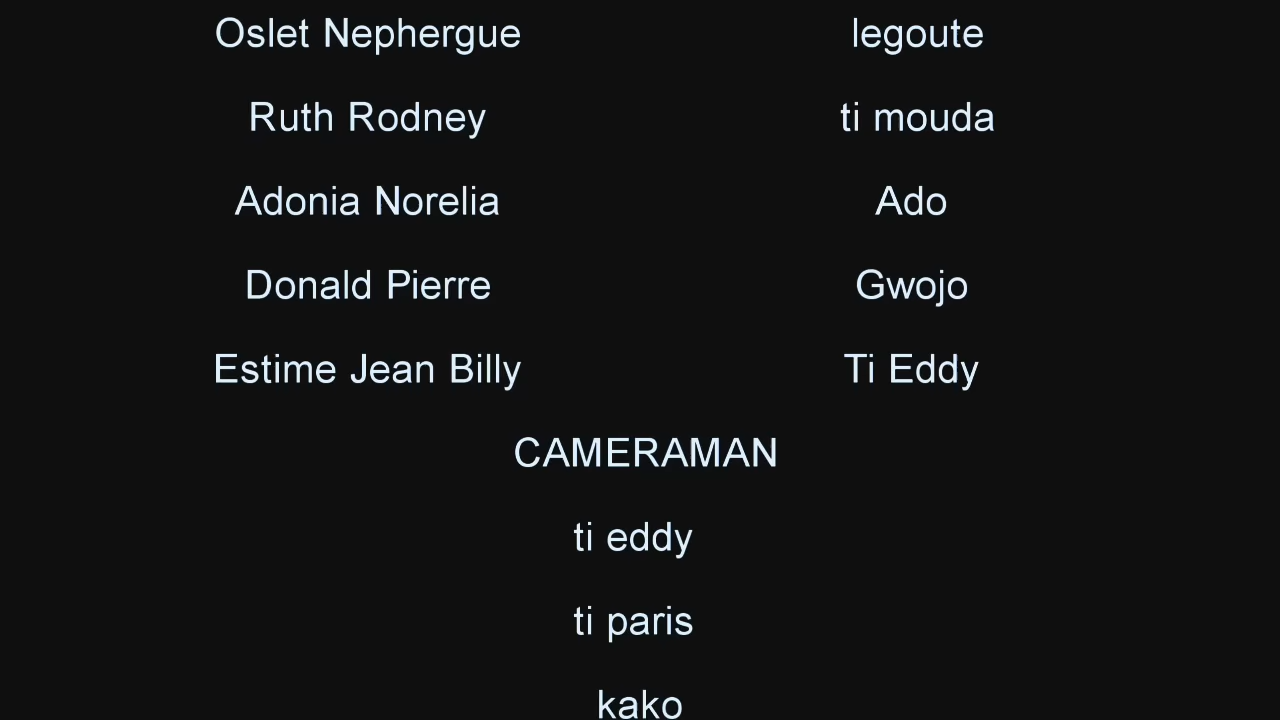 Oslet Nephergue legoute
Ruth Rodney ti mouda
Adonia Norelia Ado
Donald Pierre Gwojo
Estime Jean Billy Ti Eddy
CAMERAMAN
ti eddy
ti paris
kako